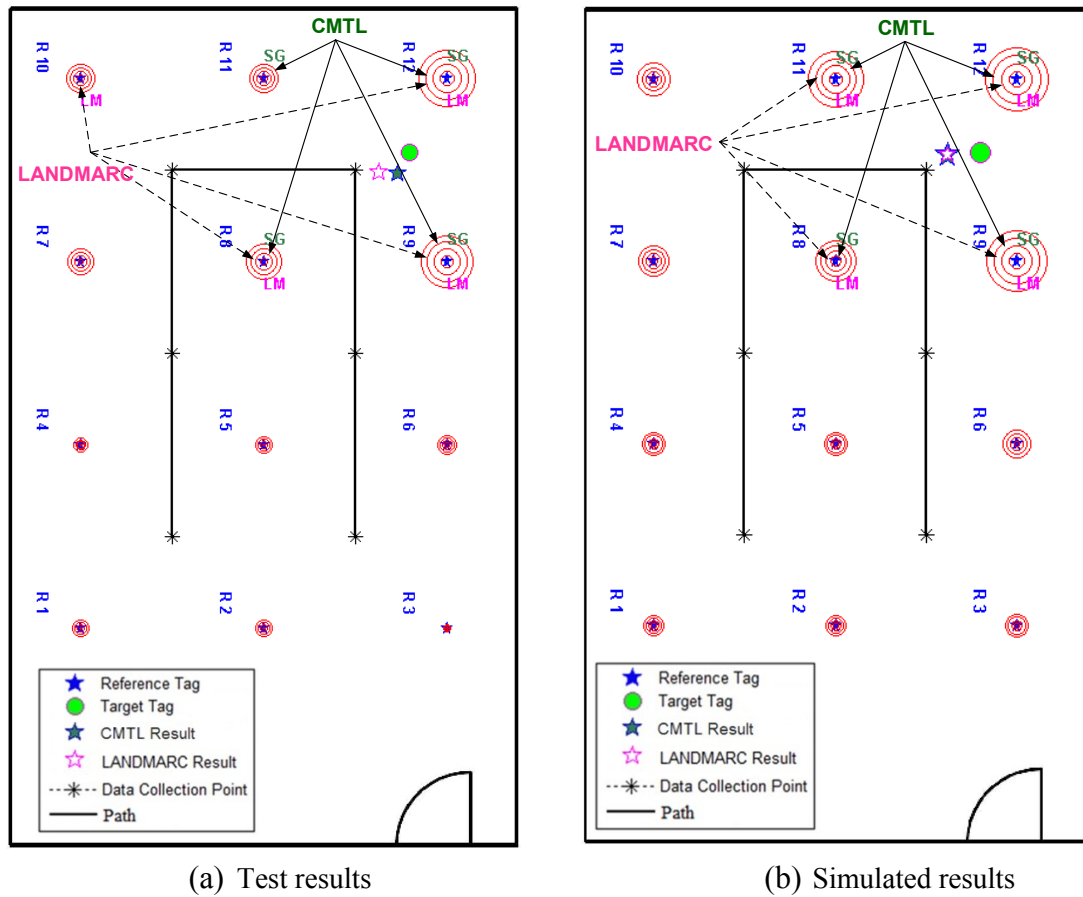 CMTL
R 10
R 11
R 12
SG
SG
LM
LM
LANDMARC
R 7
R 8
R 9
SG
SG
LM
LM
R 4
R 5
R 6
R 1
R 2
R 3
Reference Tag
Target Tag
CMTL Result
LANDMARC Result
Data Collection Point
Path
(a) Test results
CMTL
R 10
R 11
R 12
SG
SG
LM
LM
LANDMARC
R 7
R 8
R 9
SG
SG
LM
LM
R 4
R 5
R 6
R 1
R 2
R 3
Reference Tag
Target Tag
CMTL Result
LANDMARC Result
Data Collection Point
Path
(b) Simulated results